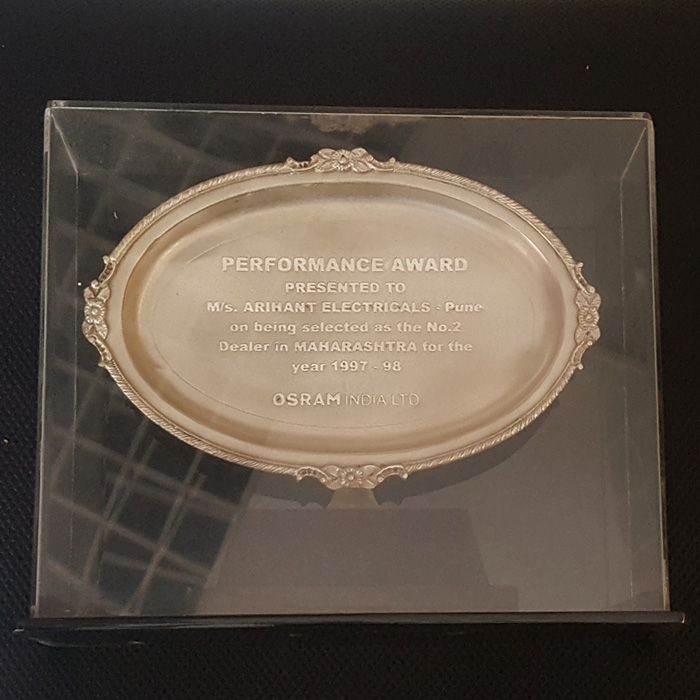 PERFORMANCE AWARD
PRESENTED TO
M/s. ARIHANT ELECTRICALS - Pune
on being selected as the No.2
Dealer in MAHARASHTRA for the
year 1997 - 98
OSRAM INDIA LTD